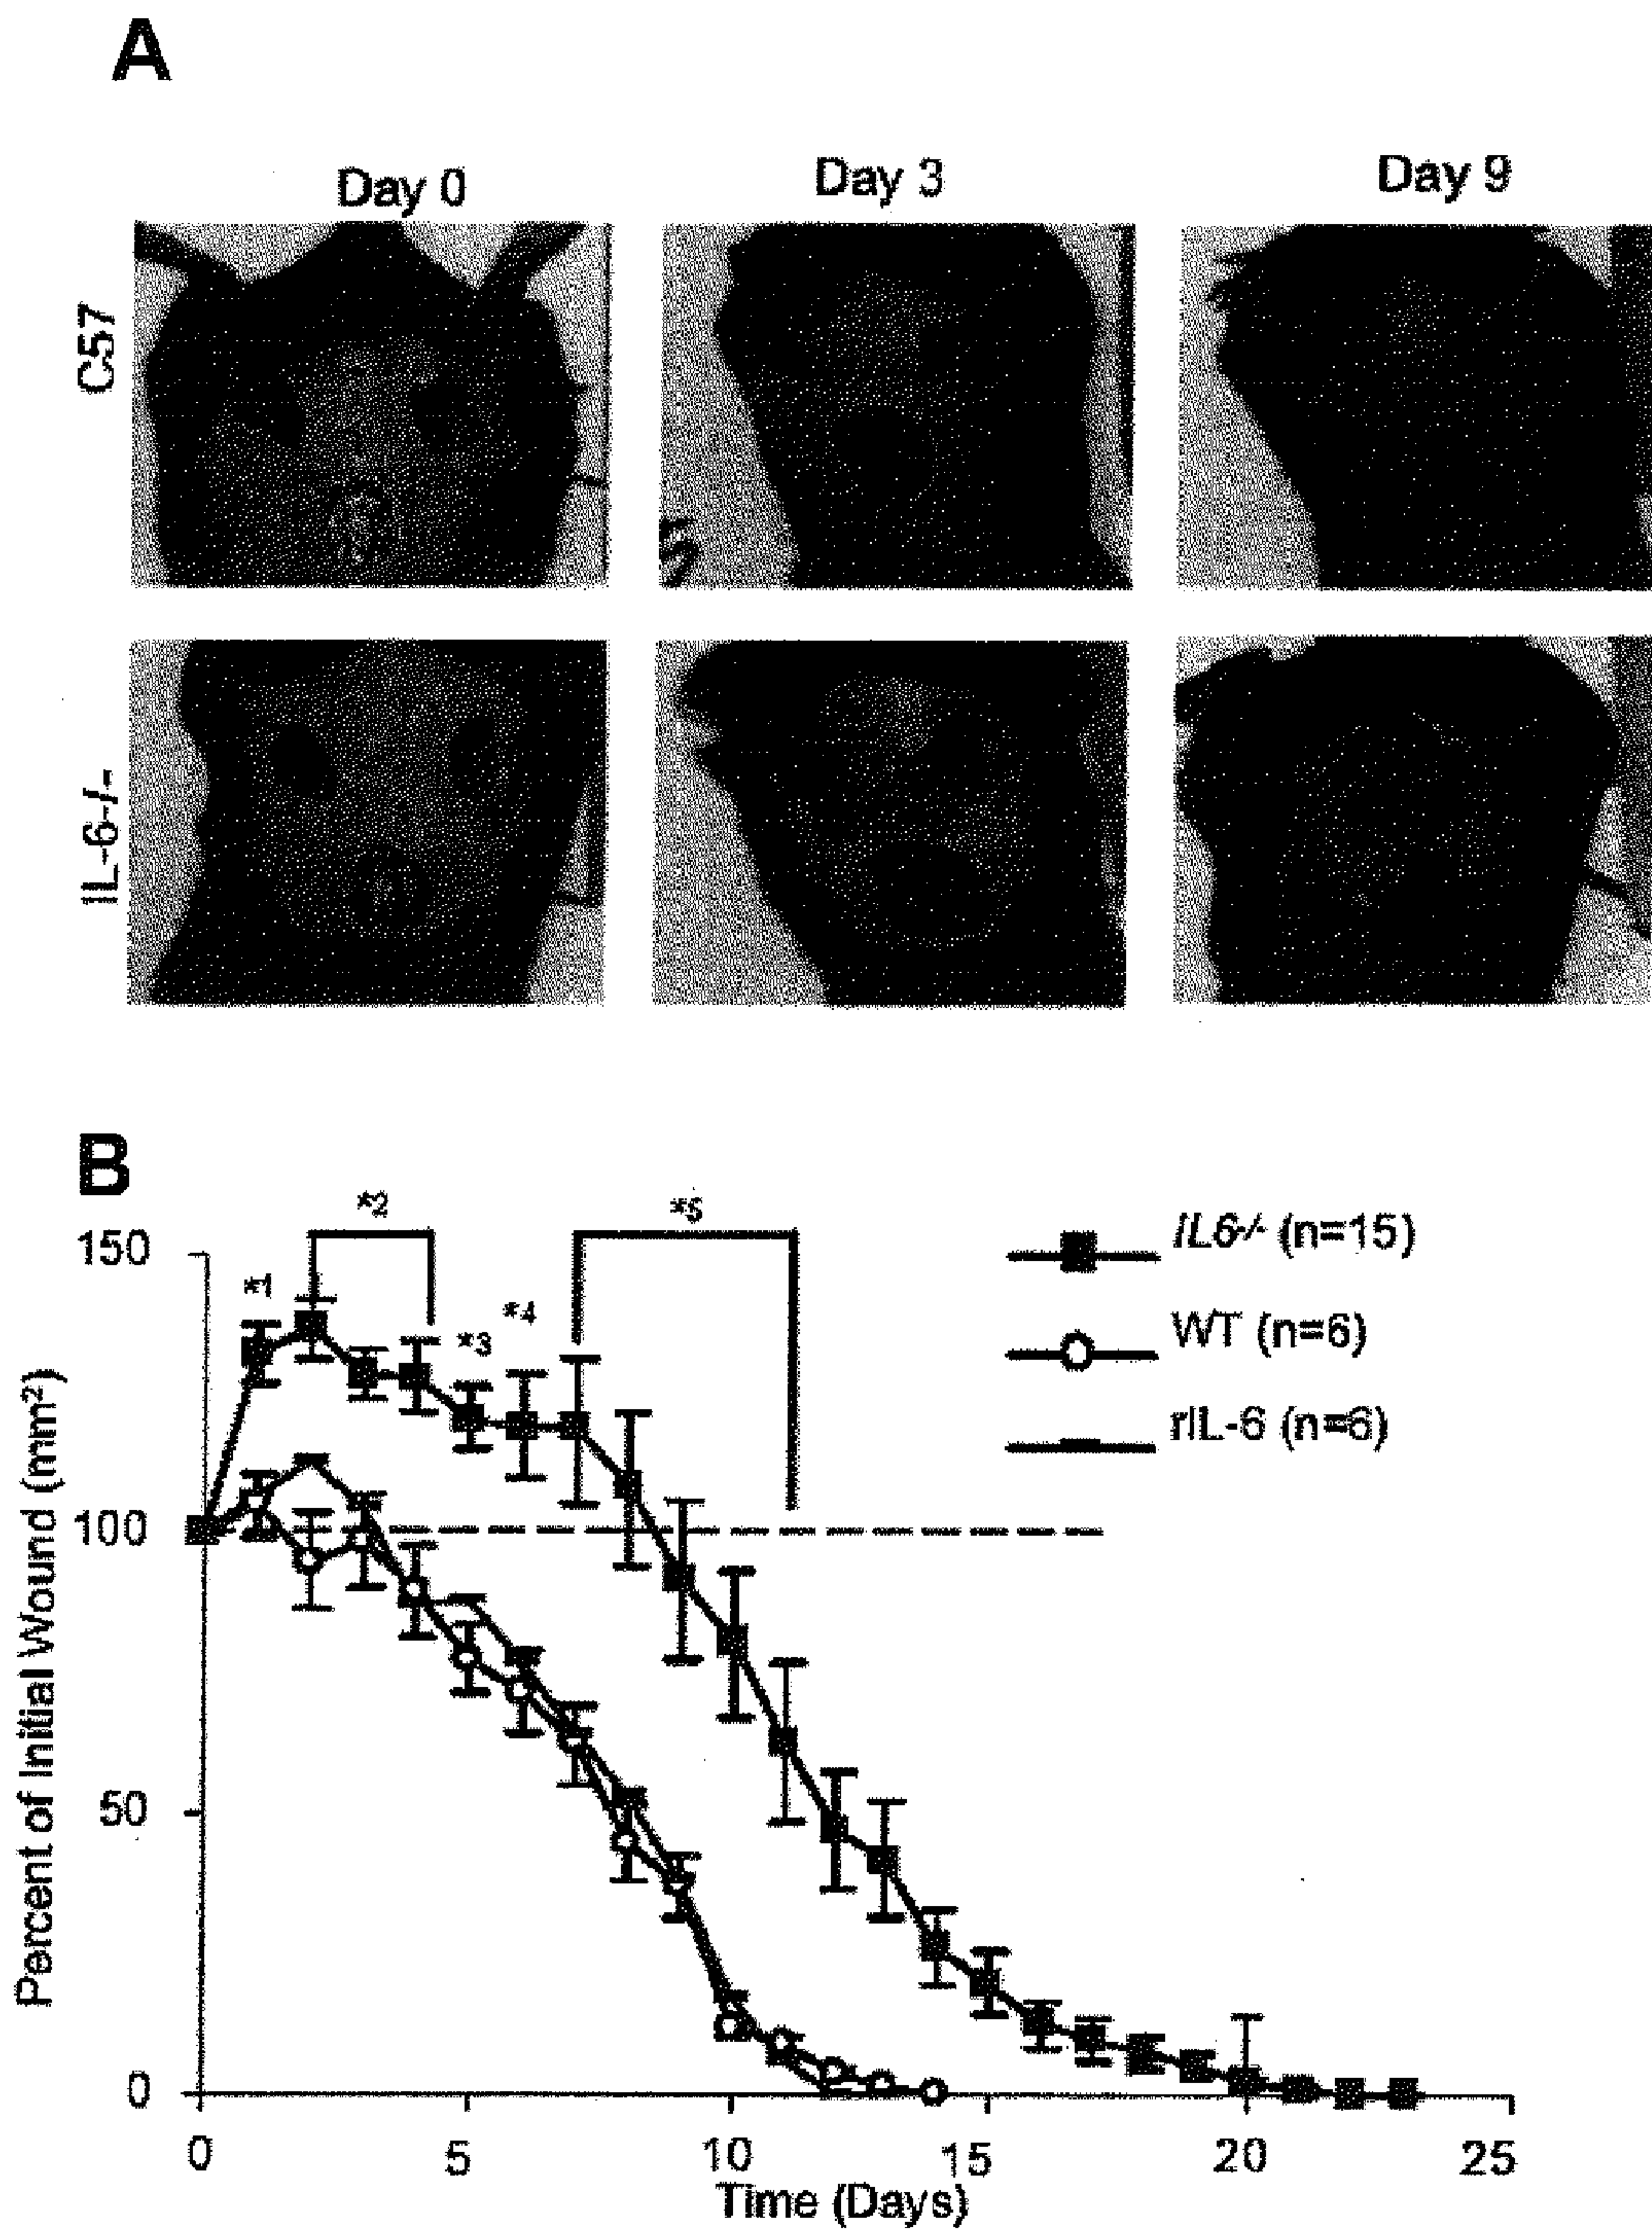 A
Day 0
Day 3
Day 9
C57
IL-6-/-
B
*1
*2
*3
*4
*5
IL6-/- (n=15)
WT (n=6)
rIL-6 (n=6)
Percent of Initial Wound (mm²)
150
100
50
0
0
5
10
15
20
25
Time (Days)